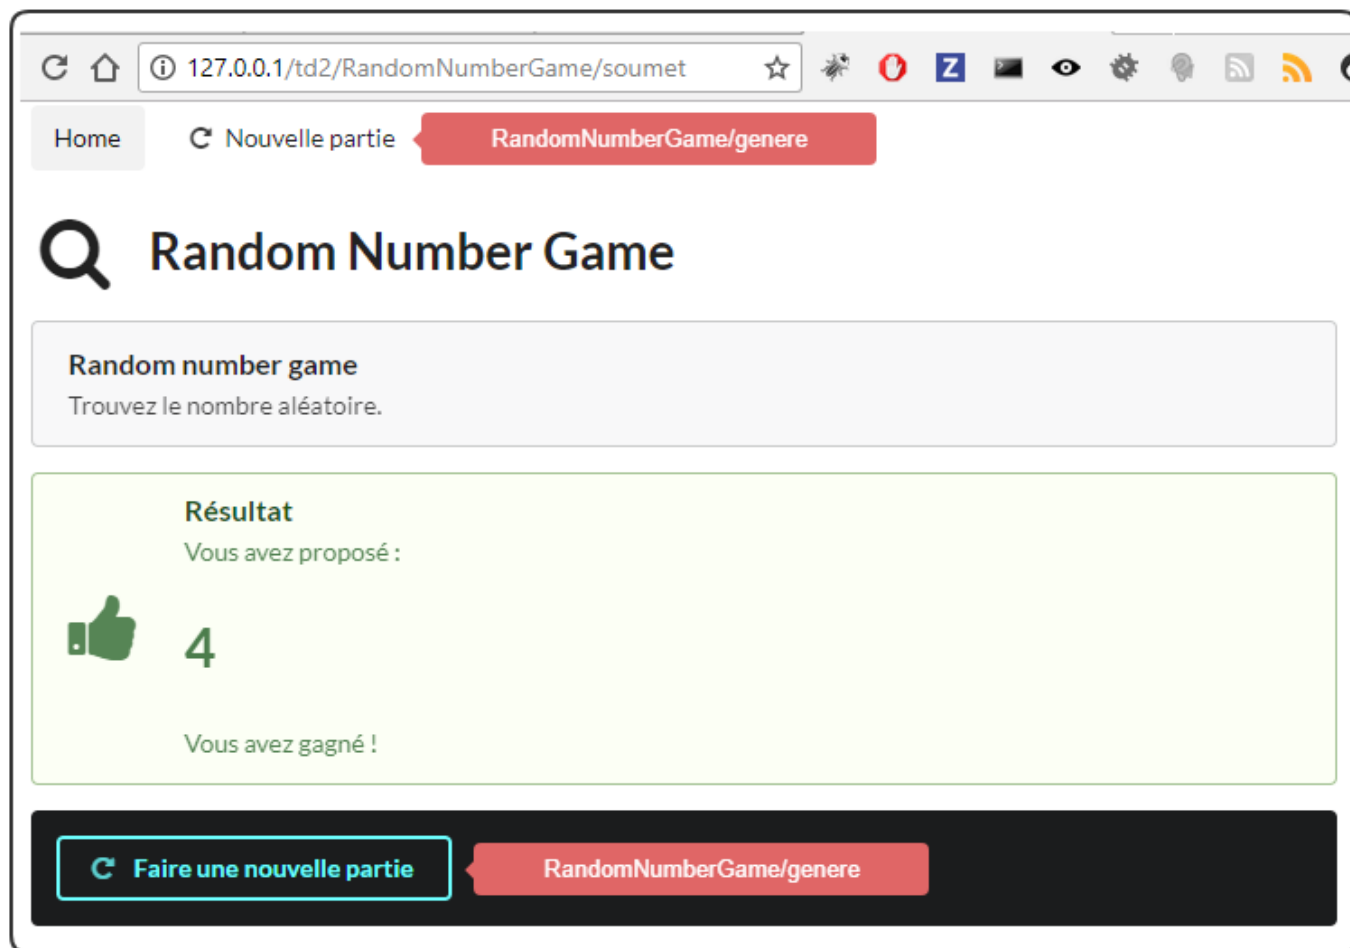 127.0.0.1/td2/RandomNumberGame/soumet
Z
Home Nouvelle partie RandomNumberGame/genere
Random Number Game
Random number game
Trouvez le nombre aléatoire.
Résultat
Vous avez proposé :
4
Vous avez gagné !
Faire une nouvelle partie RandomNumberGame/genere